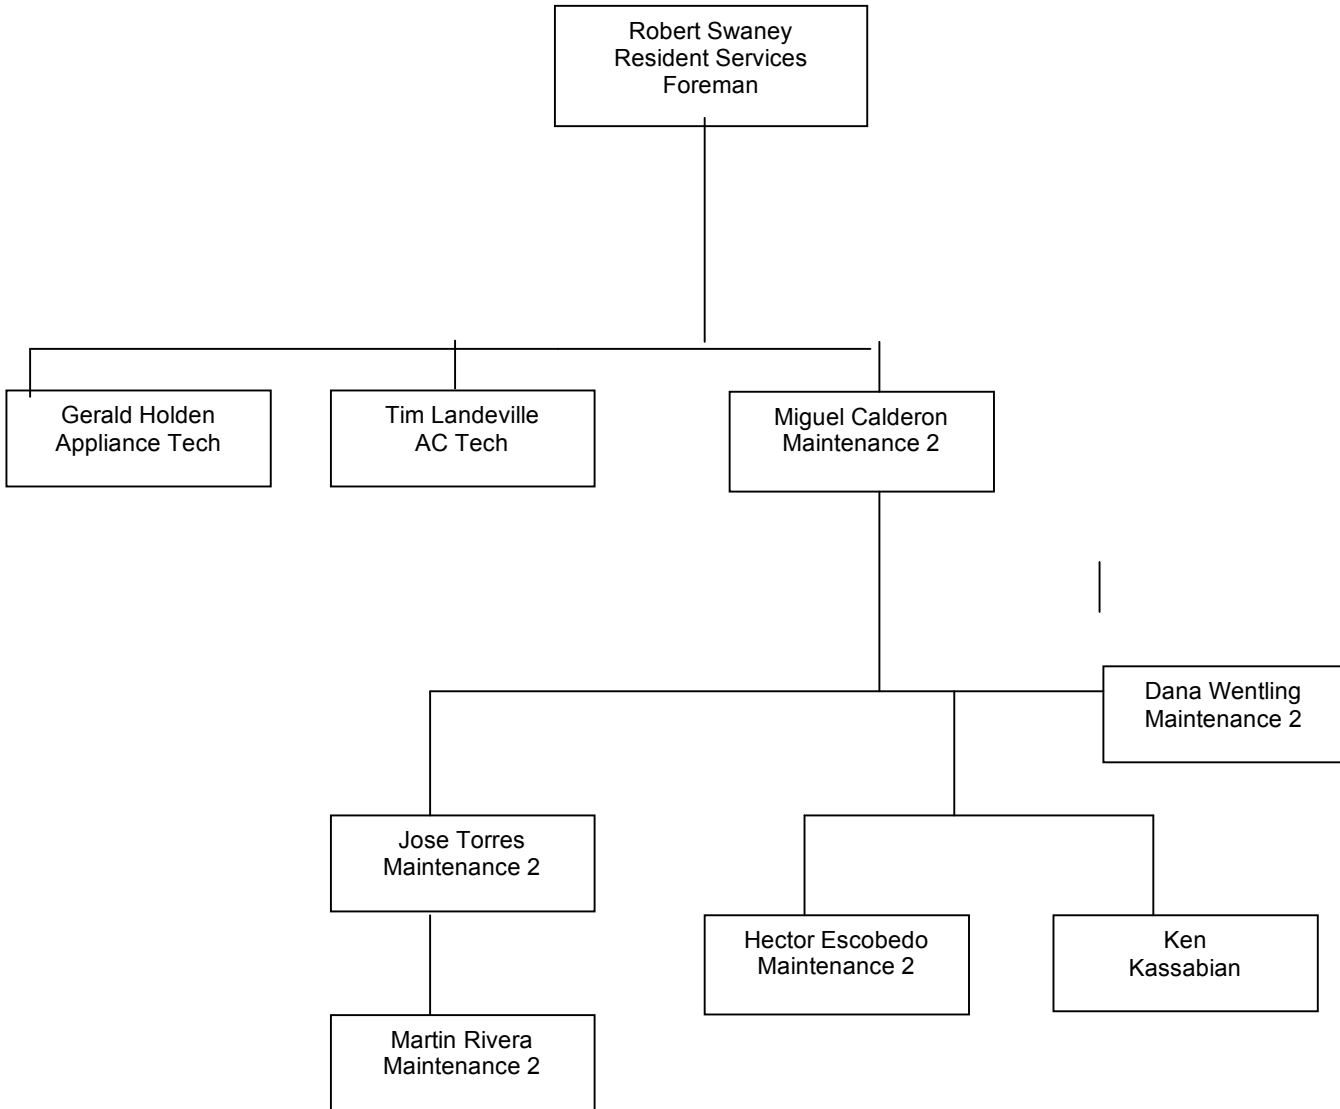 Robert Swaney
Resident Services
Foreman
Gerald Holden
Appliance Tech
Tim Landeville
AC Tech
Miguel Calderon
Maintenance 2
Dana Wentling
Maintenance 2
Jose Torres
Maintenance 2
Hector Escobedo
Maintenance 2
Ken
Kassabian
Martin Rivera
Maintenance 2